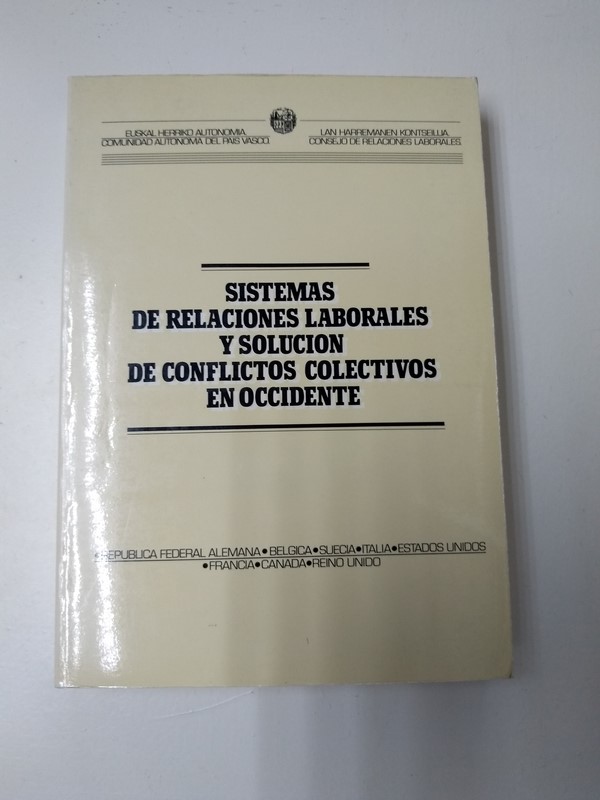 EUSKAL HERRIKO AUTONOMIA
COMUNIDAD AUTONOMA DEL PAIS VASCO
LAN HARREMANEN KONTSEILUA
CONSEJO DE RELACIONES LABORALES
SISTEMAS
DE RELACIONES LABORALES
Y SOLUCION
DE CONFLICTOS COLECTIVOS
EN OCCIDENTE
•REPUBLICA FEDERAL ALEMANA•BELGICA•SUECIA•ITALIA•ESTADOS UNIDOS
•FRANCIA•CANADA•REINO UNIDO